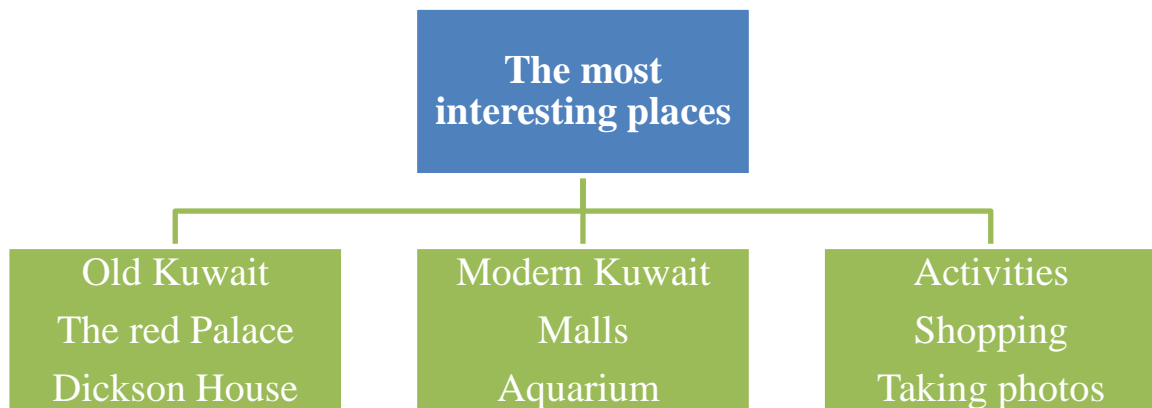 The most
interesting places
Old Kuwait
The red Palace
Dickson House
Modern Kuwait
Malls
Aquarium
Activities
Shopping
Taking photos